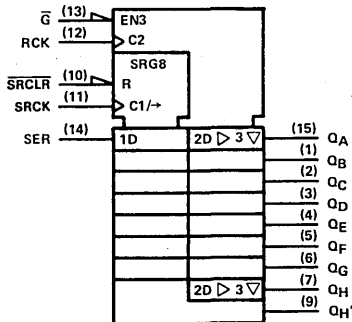 G (13) EN3
RCK (12) C2
SRG8
SRCLR (10) R
SRCK (11) C1/→
SER (14) 1D 2D ▷ 3 ▽ (15) QA
(1) QB
(2) QC
(3) QD
(4) QE
(5) QF
(6) QG
2D ▷ 3 ▽ (7) QH
(9) QH'